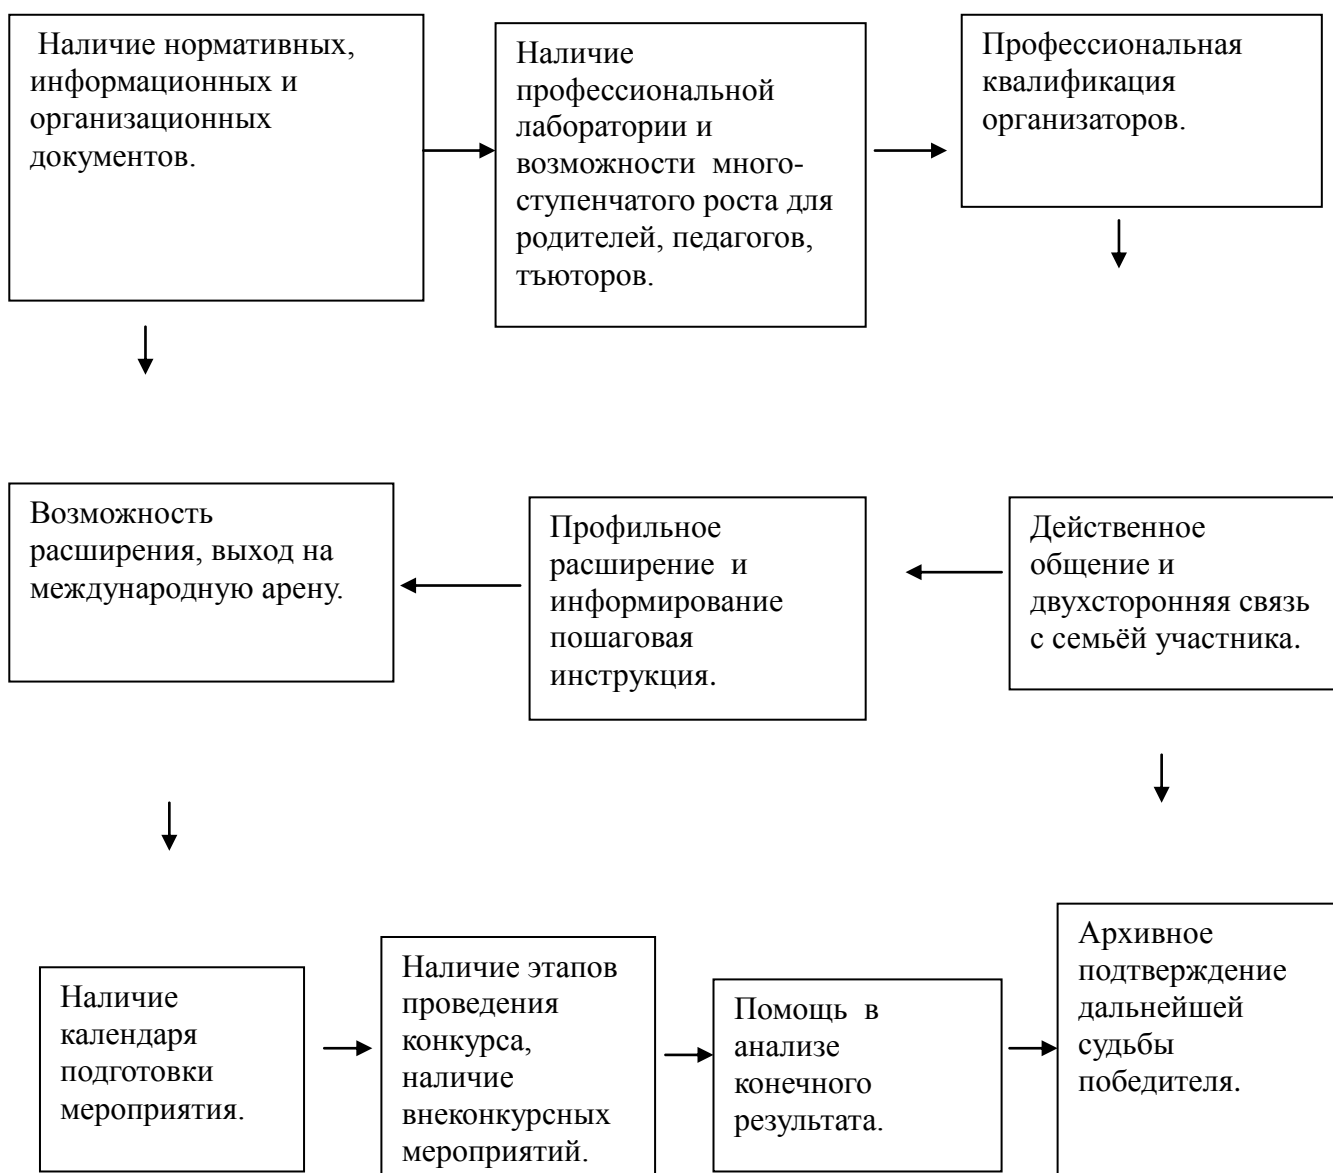 Наличие нормативных,
информационных и
организационных
документов.
Наличие
профессиональной
лаборатории и
возможности много-
ступенчатого роста для
родителей, педагогов,
тъюторов.
Профессиональная
квалификация
организаторов.
Возможность
расширения, выход на
международную арену.
Профильное
расширение и
информирование
пошаговая
инструкция.
Действенное
общение и
двухсторонняя связь
с семьёй участника.
Наличие
календаря
подготовки
мероприятия.
Наличие этапов
проведения
конкурса,
наличие
внеконкурсных
мероприятий.
Помощь в
анализе
конечного
результата.
Архивное
подтверждение
дальнейшей
судьбы
победителя.